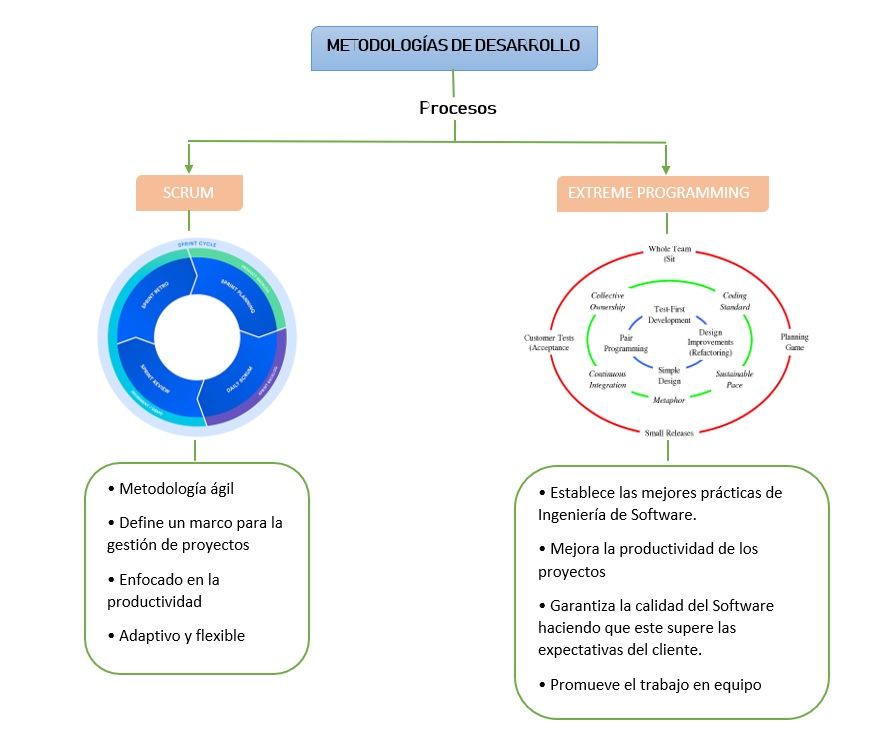 METODOLOGÍAS DE DESARROLLO
Procesos
SCRUM
SPRINT CYCLE
SPRINT RETRO
SPRINT PLANNING
SPRINT REVIEW
DAILY SCRUM
SPRINT BACKLOG
• Metodología ágil
• Define un marco para la
gestión de proyectos
• Enfocado en la
productividad
• Adaptivo y flexible
EXTREME PROGRAMMING
Whole Team
(Sit
Collective
Ownership
Coding
Standard
Test-First
Development
Customer Tests
(Acceptance
Pair
Programming
Design
Improvements
(Refactoring)
Planning
Game
Continuous
Integration
Simple
Design
Sustainable
Pace
Metaphor
Small Releases
• Establece las mejores prácticas de
Ingeniería de Software.
• Mejora la productividad de los
proyectos
• Garantiza la calidad del Software
haciendo que este supere las
expectativas del cliente.
• Promueve el trabajo en equipo